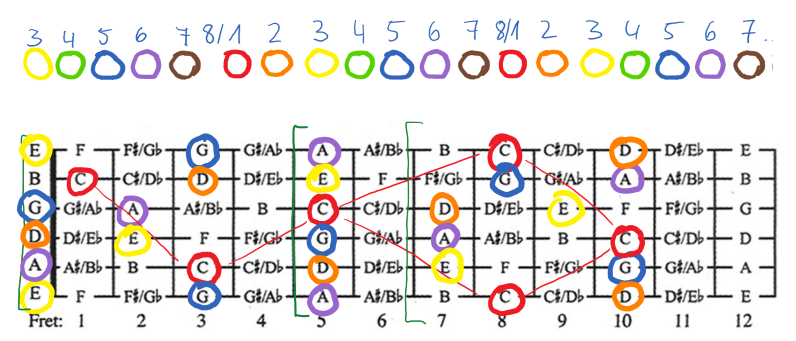 3 4 5 6 7 8/1 2 3 4 5 6 7 8/1 2 3 4 5 6 7..
E F F♯/G♭ G G♯/A♭ A A♯/B♭ B C C♯/D♭ D D♯/E♭ E
B C C♯/D♭ D D♯/E♭ E F F♯/G♭ G G♯/A♭ A A♯/B♭ B
G G♯/A♭ A A♯/B♭ B C C♯/D♭ D D♯/E♭ E F F♯/G♭ G
D D♯/E♭ E F F♯/G♭ G G♯/A♭ A A♯/B♭ B C C♯/D♭ D
A A♯/B♭ B C C♯/D♭ D D♯/E♭ E F F♯/G♭ G G♯/A♭ A
E F F♯/G♭ G G♯/A♭ A A♯/B♭ B C C♯/D♭ D D♯/E♭ E
Fret: 1 2 3 4 5 6 7 8 9 10 11 12